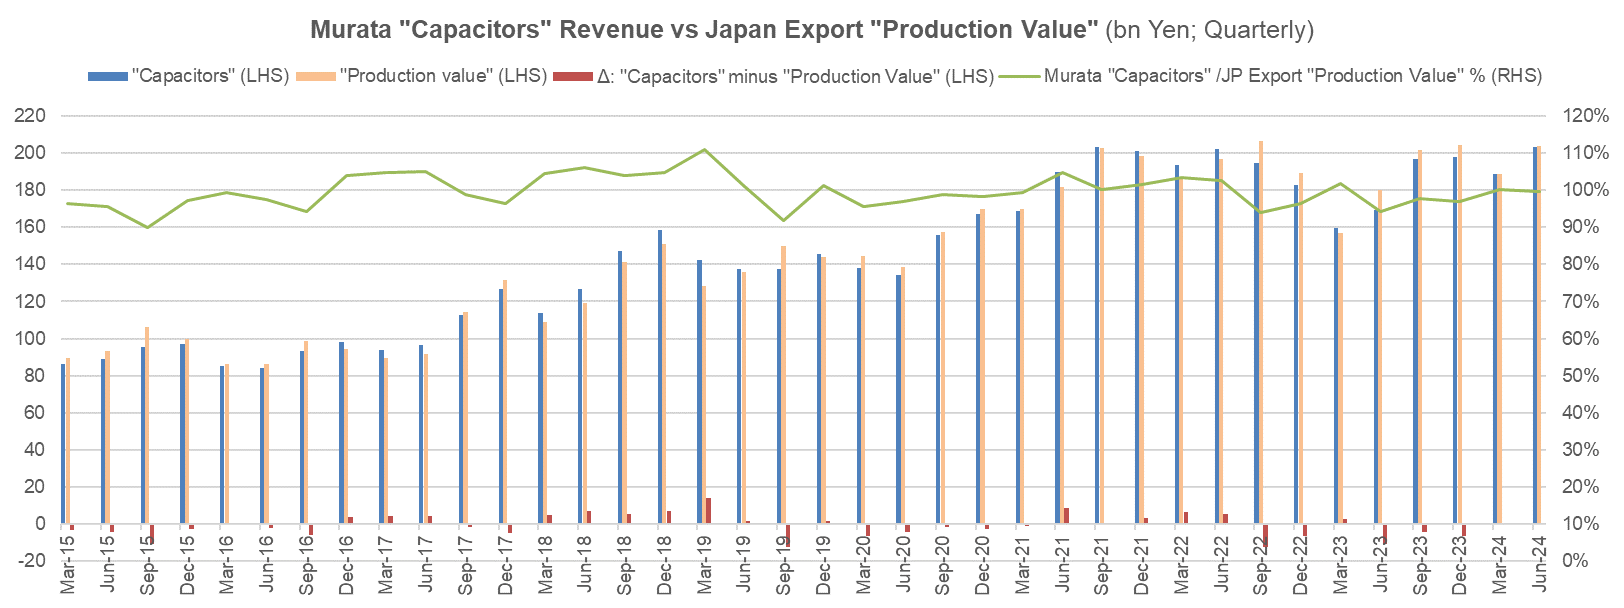 Murata "Capacitors" Revenue vs Japan Export "Production Value" (bn Yen; Quarterly)
"Capacitors" (LHS) "Production value" (LHS) Δ: "Capacitors" minus "Production Value" (LHS) Murata "Capacitors" /JP Export "Production Value" % (RHS)
220 120%
200 110%
180 100%
160 90%
140 80%
120 70%
100 60%
80 50%
60 40%
40 30%
20 20%
0 10%
-20 0%
Mar-15
Jun-15
Sep-15
Dec-15
Mar-16
Jun-16
Sep-16
Dec-16
Mar-17
Jun-17
Sep-17
Dec-17
Mar-18
Jun-18
Sep-18
Dec-18
Mar-19
Jun-19
Sep-19
Dec-19
Mar-20
Jun-20
Sep-20
Dec-20
Mar-21
Jun-21
Sep-21
Dec-21
Mar-22
Jun-22
Sep-22
Dec-22
Mar-23
Jun-23
Sep-23
Dec-23
Mar-24
Jun-24